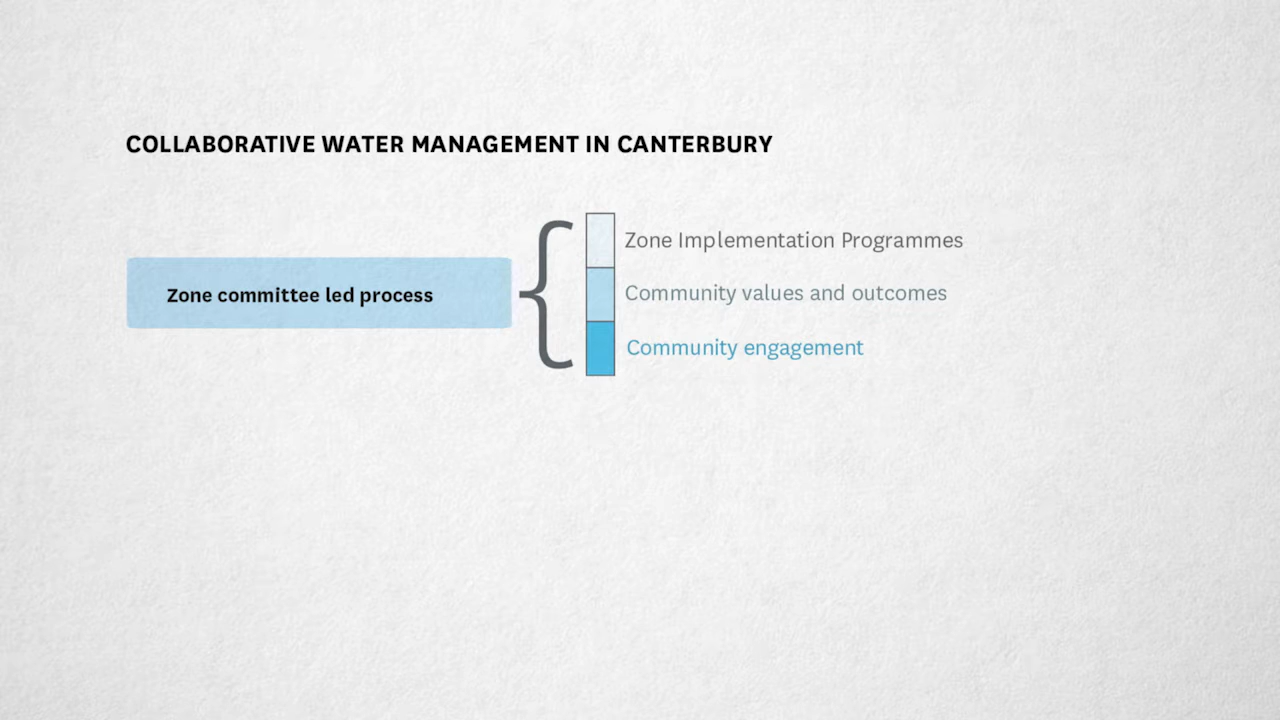 COLLABORATIVE WATER MANAGEMENT IN CANTERBURY
Zone committee led process
Zone Implementation Programmes
Community values and outcomes
Community engagement